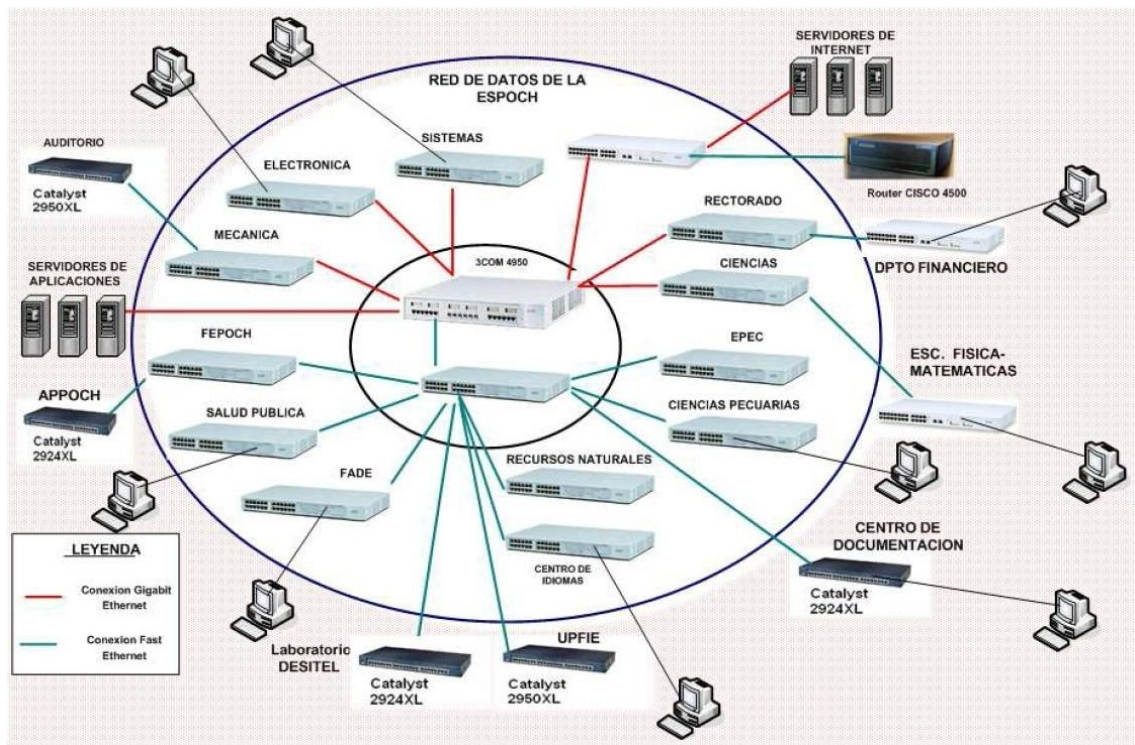 RED DE DATOS DE LA
ESPOCH
SERVIDORES DE
INTERNET
AUDITORIO
Catalyst
2950XL
ELECTRONICA
SISTEMAS
Router CISCO 4500
MECANICA
RECTORADO
DPTO FINANCIERO
SERVIDORES DE
APLICACIONES
3COM 4950
CIENCIAS
FEPOCH
EPEC
ESC. FISICA-
MATEMATICAS
APPOCH
Catalyst
2924XL
SALUD PUBLICA
CIENCIAS PECUARIAS
FADE
RECURSOS NATURALES
CENTRO DE
IDIOMAS
CENTRO DE
DOCUMENTACION
Catalyst
2924XL
LEYENDA
Conexion Gigabit
Ethernet
Conexion Fast
Ethernet
Laboratorio
DESITEL
Catalyst
2924XL
UPFIE
Catalyst
2950XL